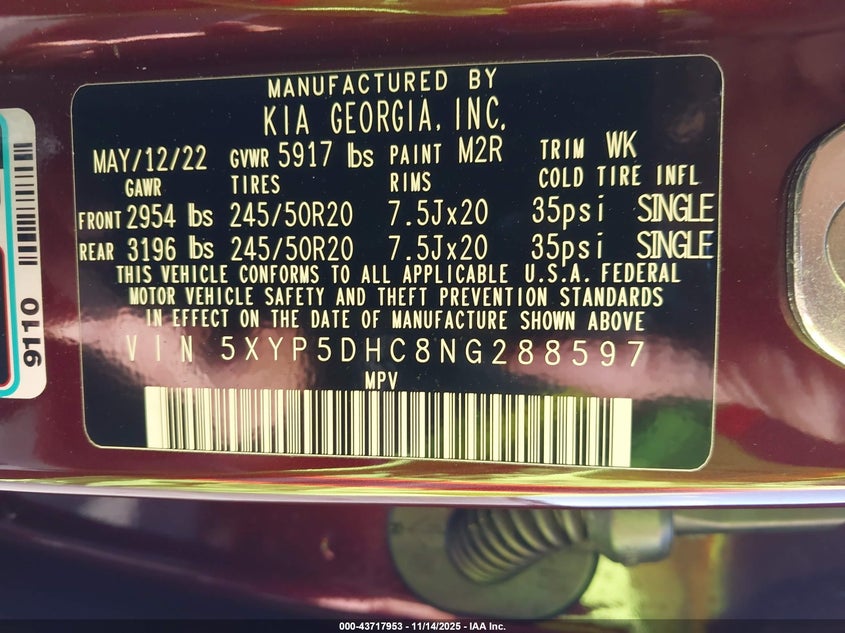 MANUFACTURED BY
KIA GEORGIA, INC.
MAY/12/22 GVWR 5917 lbs PAINT M2R TRIM WK
GAWR TIRES RIMS COLD TIRE INFL
FRONT 2954 lbs 245/50R20 7.5Jx20 35psi SINGLE
REAR 3196 lbs 245/50R20 7.5Jx20 35psi SINGLE
THIS VEHICLE CONFORMS TO ALL APPLICABLE U.S.A. FEDERAL
MOTOR VEHICLE SAFETY AND THEFT PREVENTION STANDARDS
IN EFFECT ON THE DATE OF MANUFACTURE SHOWN ABOVE
VIN 5XYP5DHC8NG288597
MPV
9110
000-43717953 - 11/14/2025 - IAA Inc.